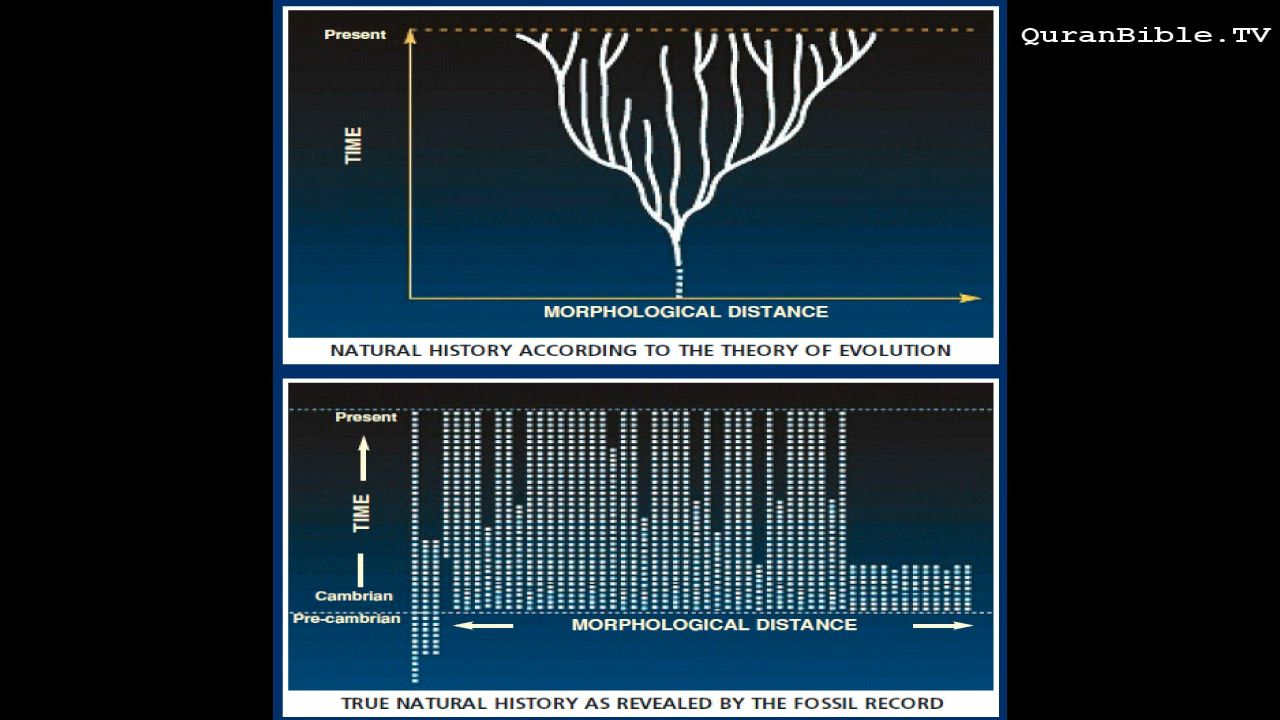 QuranBible.TV
Present
TIME
MORPHOLOGICAL DISTANCE
NATURAL HISTORY ACCORDING TO THE THEORY OF EVOLUTION
Present
TIME
Cambrian
Pre-cambrian
MORPHOLOGICAL DISTANCE
TRUE NATURAL HISTORY AS REVEALED BY THE FOSSIL RECORD